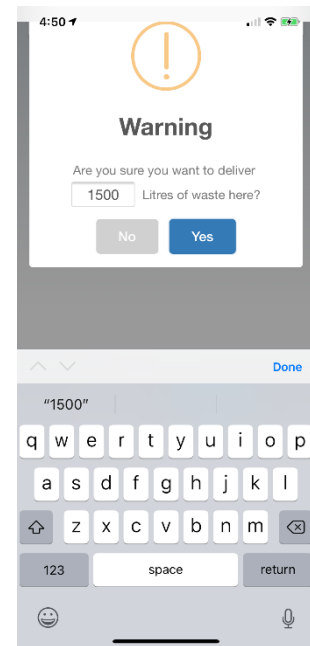 4:50
!
Warning
Are you sure you want to deliver
1500 Litres of waste here?
No Yes
Done
“1500”
q w e r t y u i o p
a s d f g h j k l
z x c v b n m
123 space return